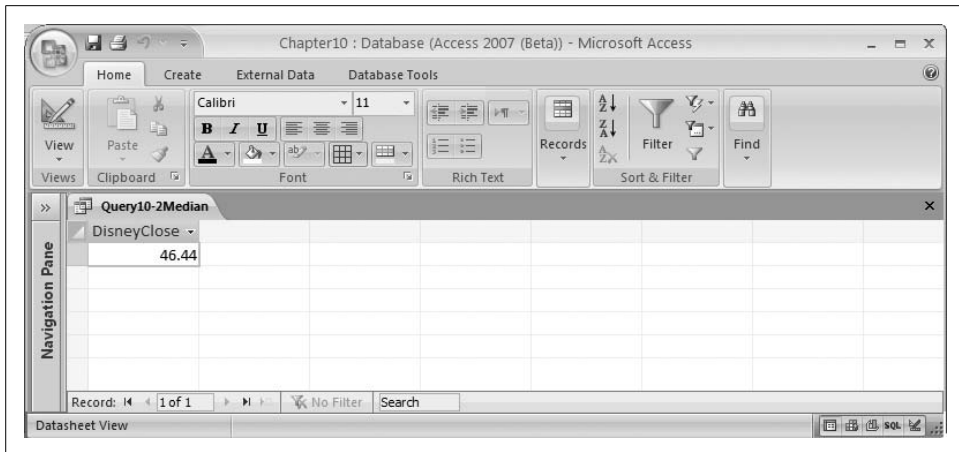 Chapter10 : Database (Access 2007 (Beta)) - Microsoft Access
Home Create External Data Database Tools
Calibri 11
B I U
A ab
View Paste Records Filter Find
Views Clipboard Font Rich Text Sort & Filter
Query10-2Median
DisneyClose
46.44
Navigation Pane
Record: 1 of 1 No Filter Search
Datasheet View SQL